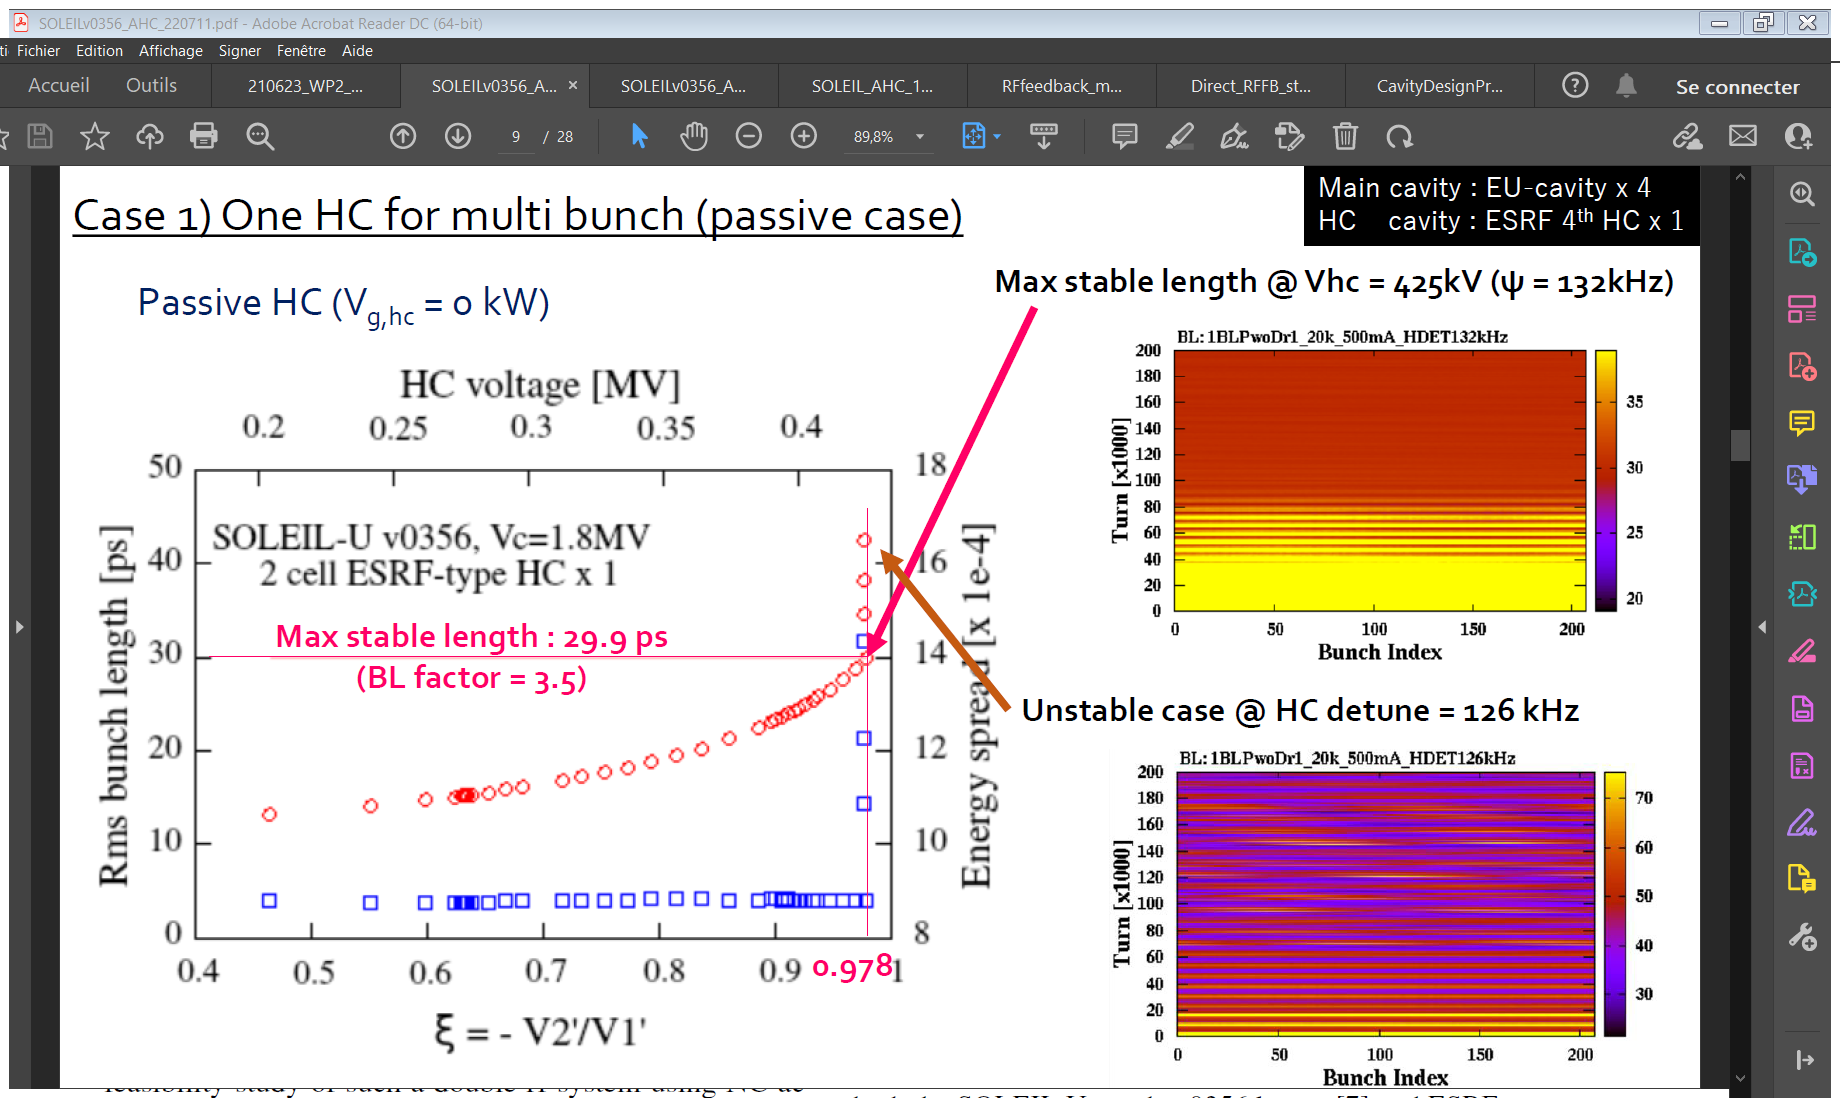 SOLEILv0356_AHC_220711.pdf - Adobe Acrobat Reader DC (64-bit)
Fichier Edition Affichage Signer Fenêtre Aide
Accueil Outils 210623_WP2_... SOLEILv0356_A... × SOLEILv0356_A... SOLEIL_AHC_1... RFfeedback_m... Direct_RFFB_st... CavityDesignPr... Se connecter
9 / 28 89,8%
Case 1) One HC for multi bunch (passive case)
Main cavity : EU-cavity x 4
HC cavity : ESRF 4th HC x 1
Passive HC (Vg,hc = 0 kW)
Max stable length @ Vhc = 425kV (ψ = 132kHz)
HC voltage [MV]
0.2 0.25 0.3 0.35 0.4
50 40 30 20 10 0
Rms bunch length [ps]
SOLEIL-U v0356, Vc=1.8MV
2 cell ESRF-type HC x 1
Max stable length : 29.9 ps
(BL factor = 3.5)
18 16 14 12 10 8
Energy spread [x 1e-4]
0.4 0.5 0.6 0.7 0.8 0.9 0.978 1
ξ = - V2'/V1'
BL: 1BLPwoDr1_20k_500mA_HDET132kHz
200 180 160 140 120 100 80 60 40 20 0
Turn [x1000]
35 30 25 20
0 50 100 150 200
Bunch Index
Unstable case @ HC detune = 126 kHz
BL: 1BLPwoDr1_20k_500mA_HDET126kHz
200 180 160 140 120 100 80 60 40 20 0
Turn [x1000]
70 60 50 40 30
0 50 100 150 200
Bunch Index